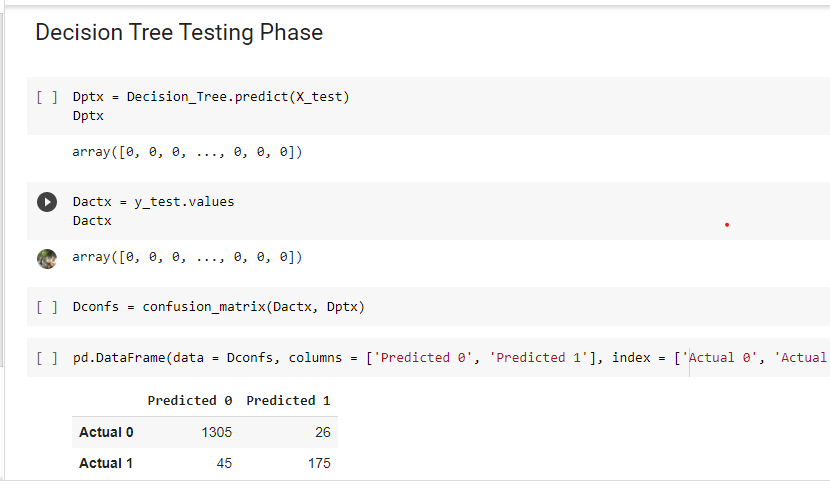 Decision Tree Testing Phase
[ ] Dptx = Decision_Tree.predict(X_test)
Dptx
array([0, 0, 0, ..., 0, 0, 0])
Dactx = y_test.values
Dactx
array([0, 0, 0, ..., 0, 0, 0])
[ ] Dconfs = confusion_matrix(Dactx, Dptx)
[ ] pd.DataFrame(data = Dconfs, columns = ['Predicted 0', 'Predicted 1'], index = ['Actual 0', 'Actual
Predicted 0 Predicted 1
Actual 0 1305 26
Actual 1 45 175